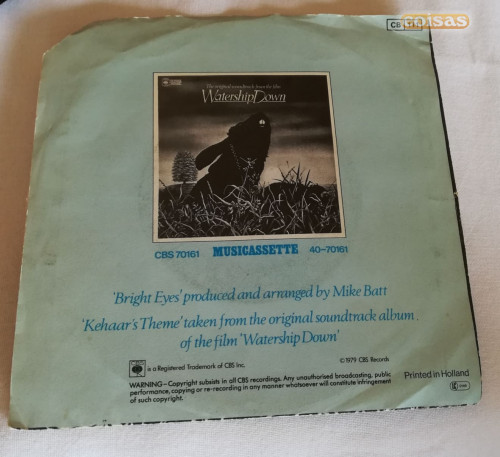 coisas
CB
The original soundtrack from the film
Watership Down
CBS 70161 MUSICASSETTE 40-70161
'Bright Eyes' produced and arranged by Mike Batt
'Kehaar's Theme' taken from the original soundtrack album
of the film 'Watership Down'
is a Registered Trademark of CBS Inc.
© 1979 CBS Records
WARNING—Copyright subsists in all CBS recordings. Any unauthorised broadcasting, public
performance, copying or re-recording in any manner whatsoever will constitute infringement
of such copyright.
Printed in Holland